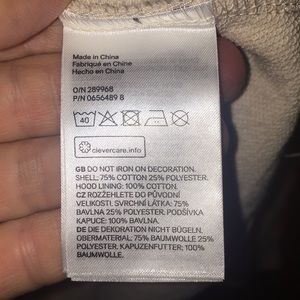 Made in China
Fabriqué en Chine
Hecho en China
O/N 289968
P/N 0656489 8
40
clevercare.info
GB DO NOT IRON ON DECORATION.
SHELL: 75% COTTON 25% POLYESTER.
HOOD LINING: 100% COTTON.
CZ ROZŽEHLETE DO PŮVODNÍ
VELIKOSTI. SVRCHNÍ LÁTKA: 75%
BAVLNA 25% POLYESTER. PODŠÍVKA
KAPUCE: 100% BAVLNA.
DE DIE DEKORATION NICHT BÜGELN.
OBERMATERIAL: 75% BAUMWOLLE 25%
POLYESTER. KAPUZENFUTTER: 100%
BAUMWOLLE.